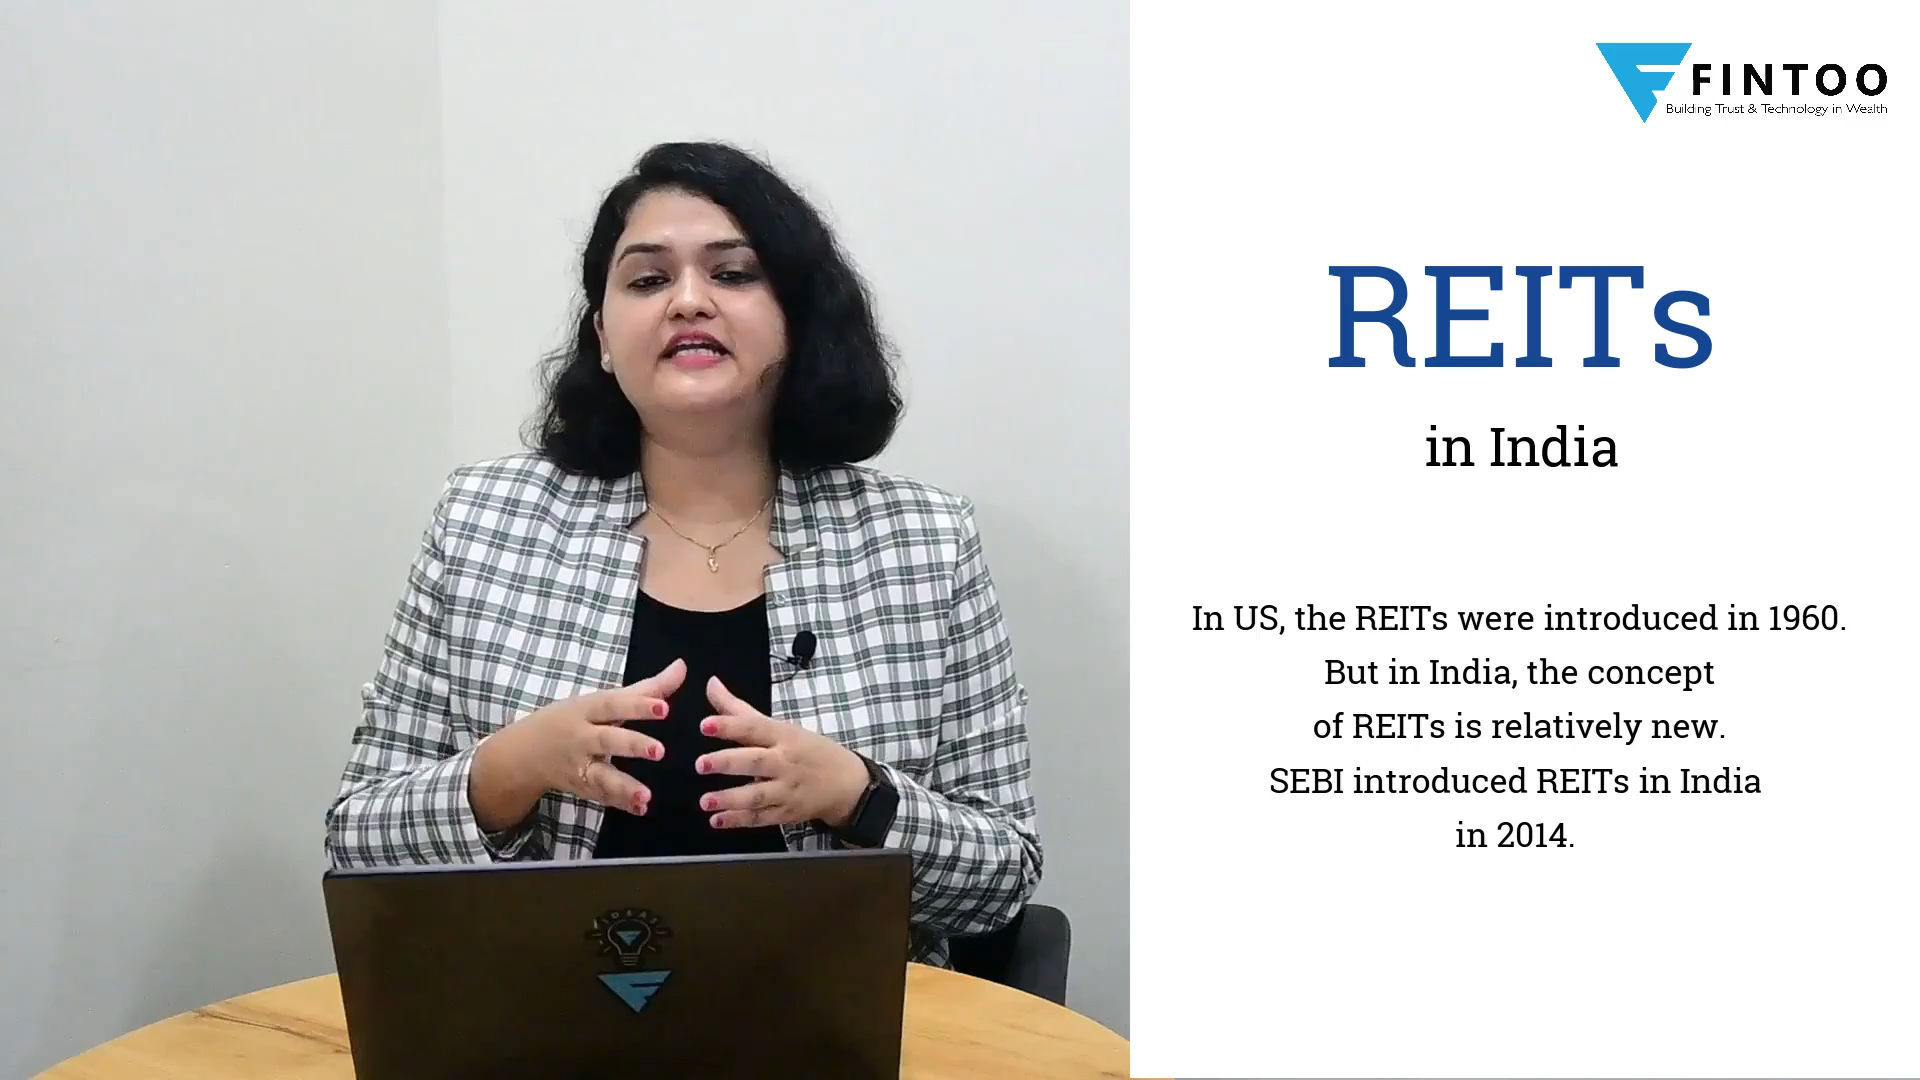 FINTOO
Building Trust & Technology in Wealth
REITs
in India
In US, the REITs were introduced in 1960.
But in India, the concept
of REITs is relatively new.
SEBI introduced REITs in India
in 2014.
IDEAS